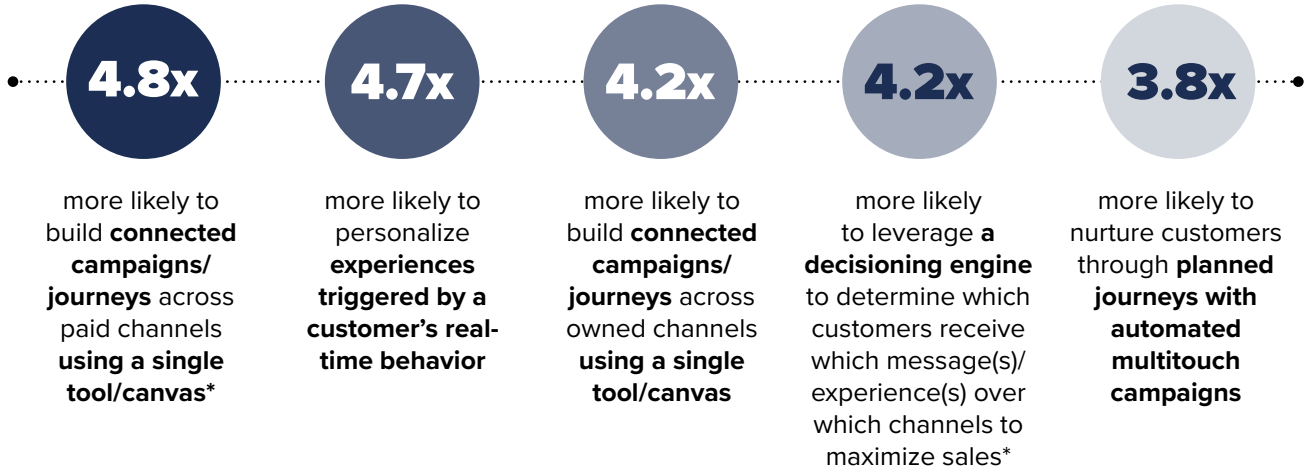 4.8x
more likely to
build connected
campaigns/
journeys across
paid channels
using a single
tool/canvas*
4.7x
more likely to
personalize
experiences
triggered by a
customer’s real-
time behavior
4.2x
more likely to
build connected
campaigns/
journeys across
owned channels
using a single
tool/canvas
4.2x
more likely
to leverage a
decisioning engine
to determine which
customers receive
which message(s)/
experience(s) over
which channels to
maximize sales*
3.8x
more likely to
nurture customers
through planned
journeys with
automated
multitouch
campaigns